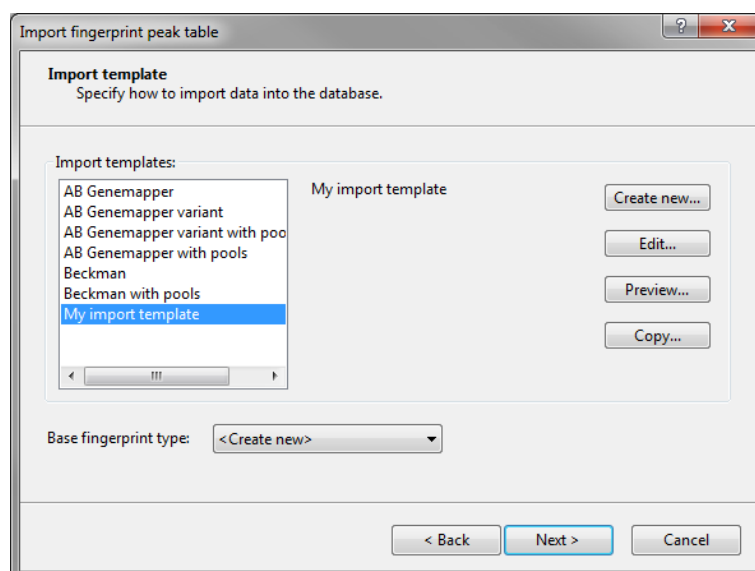 Import fingerprint peak table
Import template
Specify how to import data into the database.
Import templates:
AB Genemapper
AB Genemapper variant
AB Genemapper variant with poo
AB Genemapper with pools
Beckman
Beckman with pools
My import template
My import template
Create new...
Edit...
Preview...
Copy...
Base fingerprint type:
<Create new>
< Back
Next >
Cancel